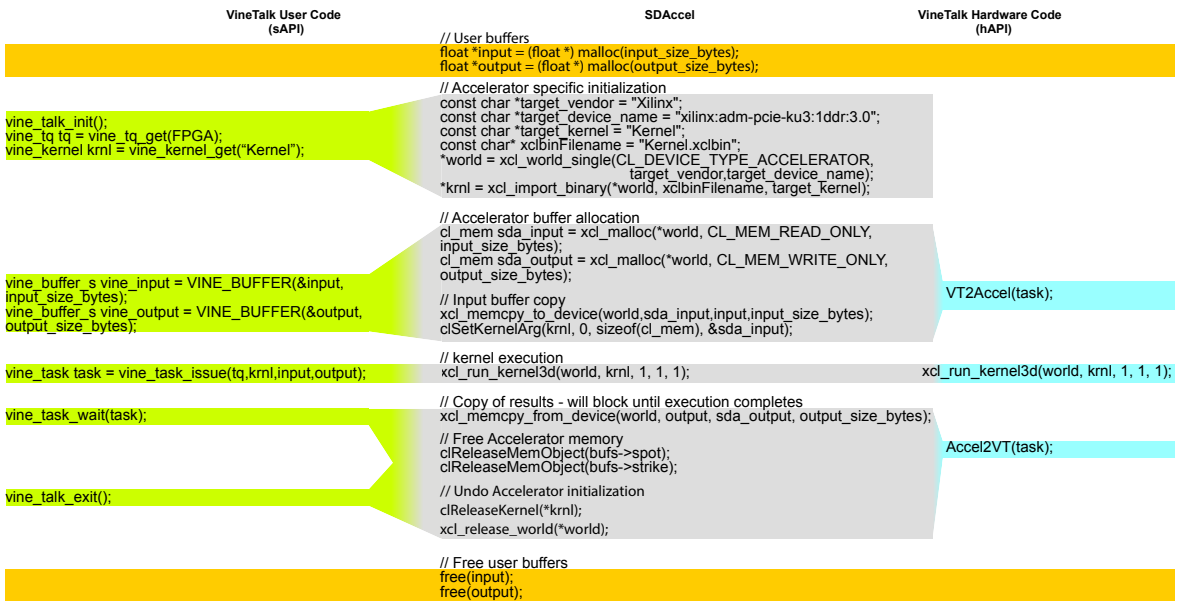 VineTalk User Code
(sAPI)
SDAccel
VineTalk Hardware Code
(hAPI)
// User buffers
float *input = (float *) malloc(input_size_bytes);
float *output = (float *) malloc(output_size_bytes);
// Accelerator specific initialization
const char *target_vendor = "Xilinx";
const char *target_device_name = "xilinx:adm-pcie-ku3:1ddr:3.0";
const char *target_kernel = "Kernel";
const char* xclbinFilename = "Kernel.xclbin";
*world = xcl_world_single(CL_DEVICE_TYPE_ACCELERATOR,
target_vendor,target_device_name);
*krnl = xcl_import_binary(*world, xclbinFilename, target_kernel);
vine_talk_init();
vine_tq tq = vine_tq_get(FPGA);
vine_kernel krnl = vine_kernel_get(“Kernel”);
// Accelerator buffer allocation
cl_mem sda_input = xcl_malloc(*world, CL_MEM_READ_ONLY,
input_size_bytes);
cl_mem sda_output = xcl_malloc(*world, CL_MEM_WRITE_ONLY,
output_size_bytes);
// Input buffer copy
xcl_memcpy_to_device(world,sda_input,input,input_size_bytes);
clSetKernelArg(krnl, 0, sizeof(cl_mem), &sda_input);
vine_buffer_s vine_input = VINE_BUFFER(&input,
input_size_bytes);
vine_buffer_s vine_output = VINE_BUFFER(&output,
output_size_bytes);
VT2Accel(task);
// kernel execution
vine_task task = vine_task_issue(tq,krnl,input,output);
xcl_run_kernel3d(world, krnl, 1, 1, 1);
xcl_run_kernel3d(world, krnl, 1, 1, 1);
// Copy of results - will block until execution completes
vine_task_wait(task);
xcl_memcpy_from_device(world, output, sda_output, output_size_bytes);
// Free Accelerator memory
clReleaseMemObject(bufs->spot);
clReleaseMemObject(bufs->strike);
Accel2VT(task);
// Undo Accelerator initialization
vine_talk_exit();
clReleaseKernel(*krnl);
xcl_release_world(*world);
// Free user buffers
free(input);
free(output);